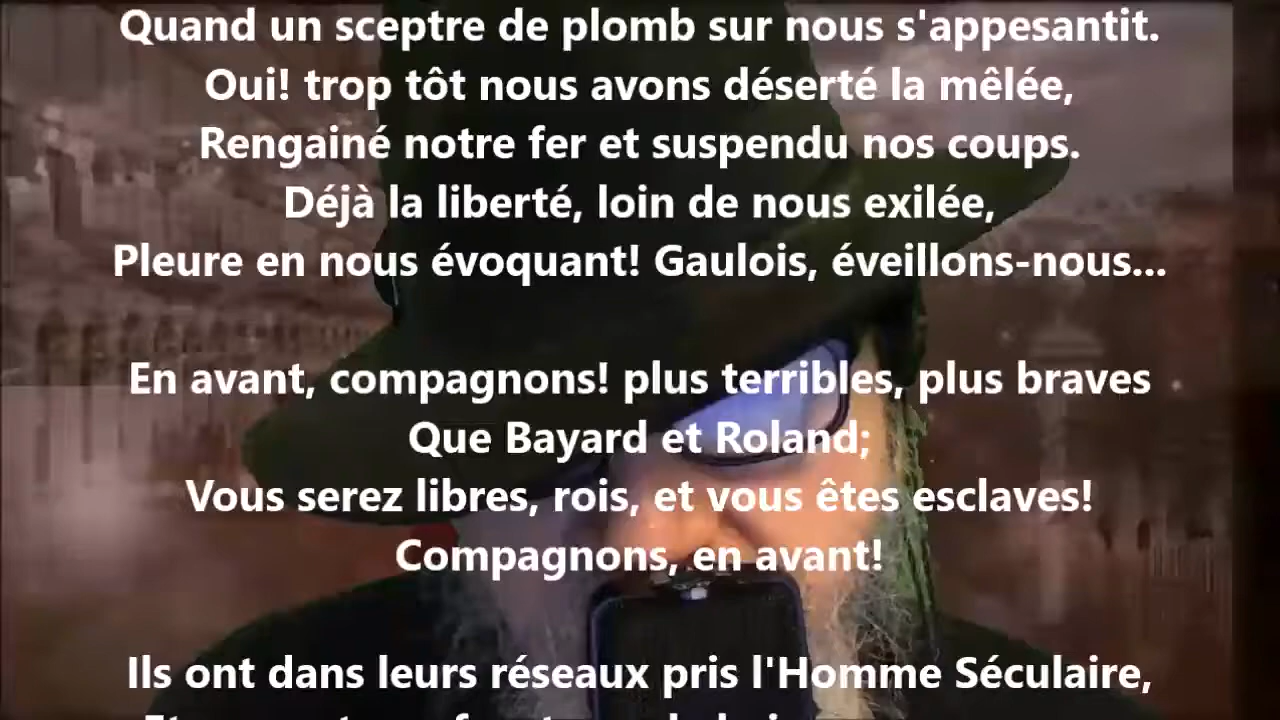 Quand un sceptre de plomb sur nous s'appesantit.
Oui! trop tôt nous avons déserté la mêlée,
Rengainé notre fer et suspendu nos coups.
Déjà la liberté, loin de nous exilée,
Pleure en nous évoquant! Gaulois, éveillons-nous...
En avant, compagnons! plus terribles, plus braves
Que Bayard et Roland;
Vous serez libres, rois, et vous êtes esclaves!
Compagnons, en avant!
Ils ont dans leurs réseaux pris l'Homme Séculaire,